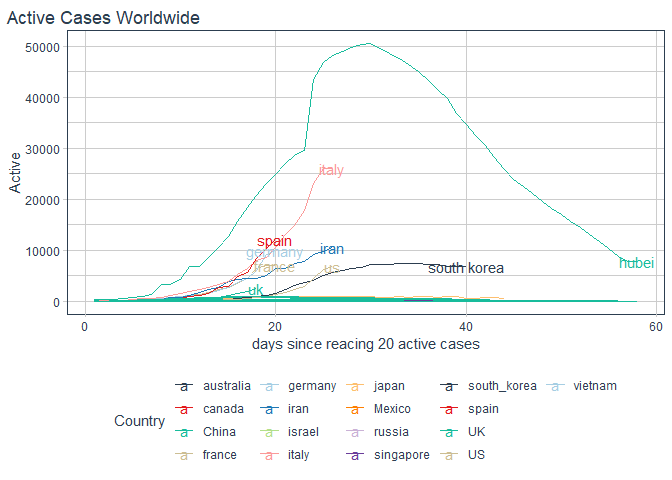 Active Cases Worldwide
50000
40000
30000
20000
10000
0
Active
italy
spain
germany
iran
france
us
south korea
hubei
uk
0 20 40 60
days since reacing 20 active cases
Country
a australia a germany a japan a south_korea a vietnam
a canada a iran a Mexico a spain
a China a israel a russia a UK
a france a italy a singapore a US